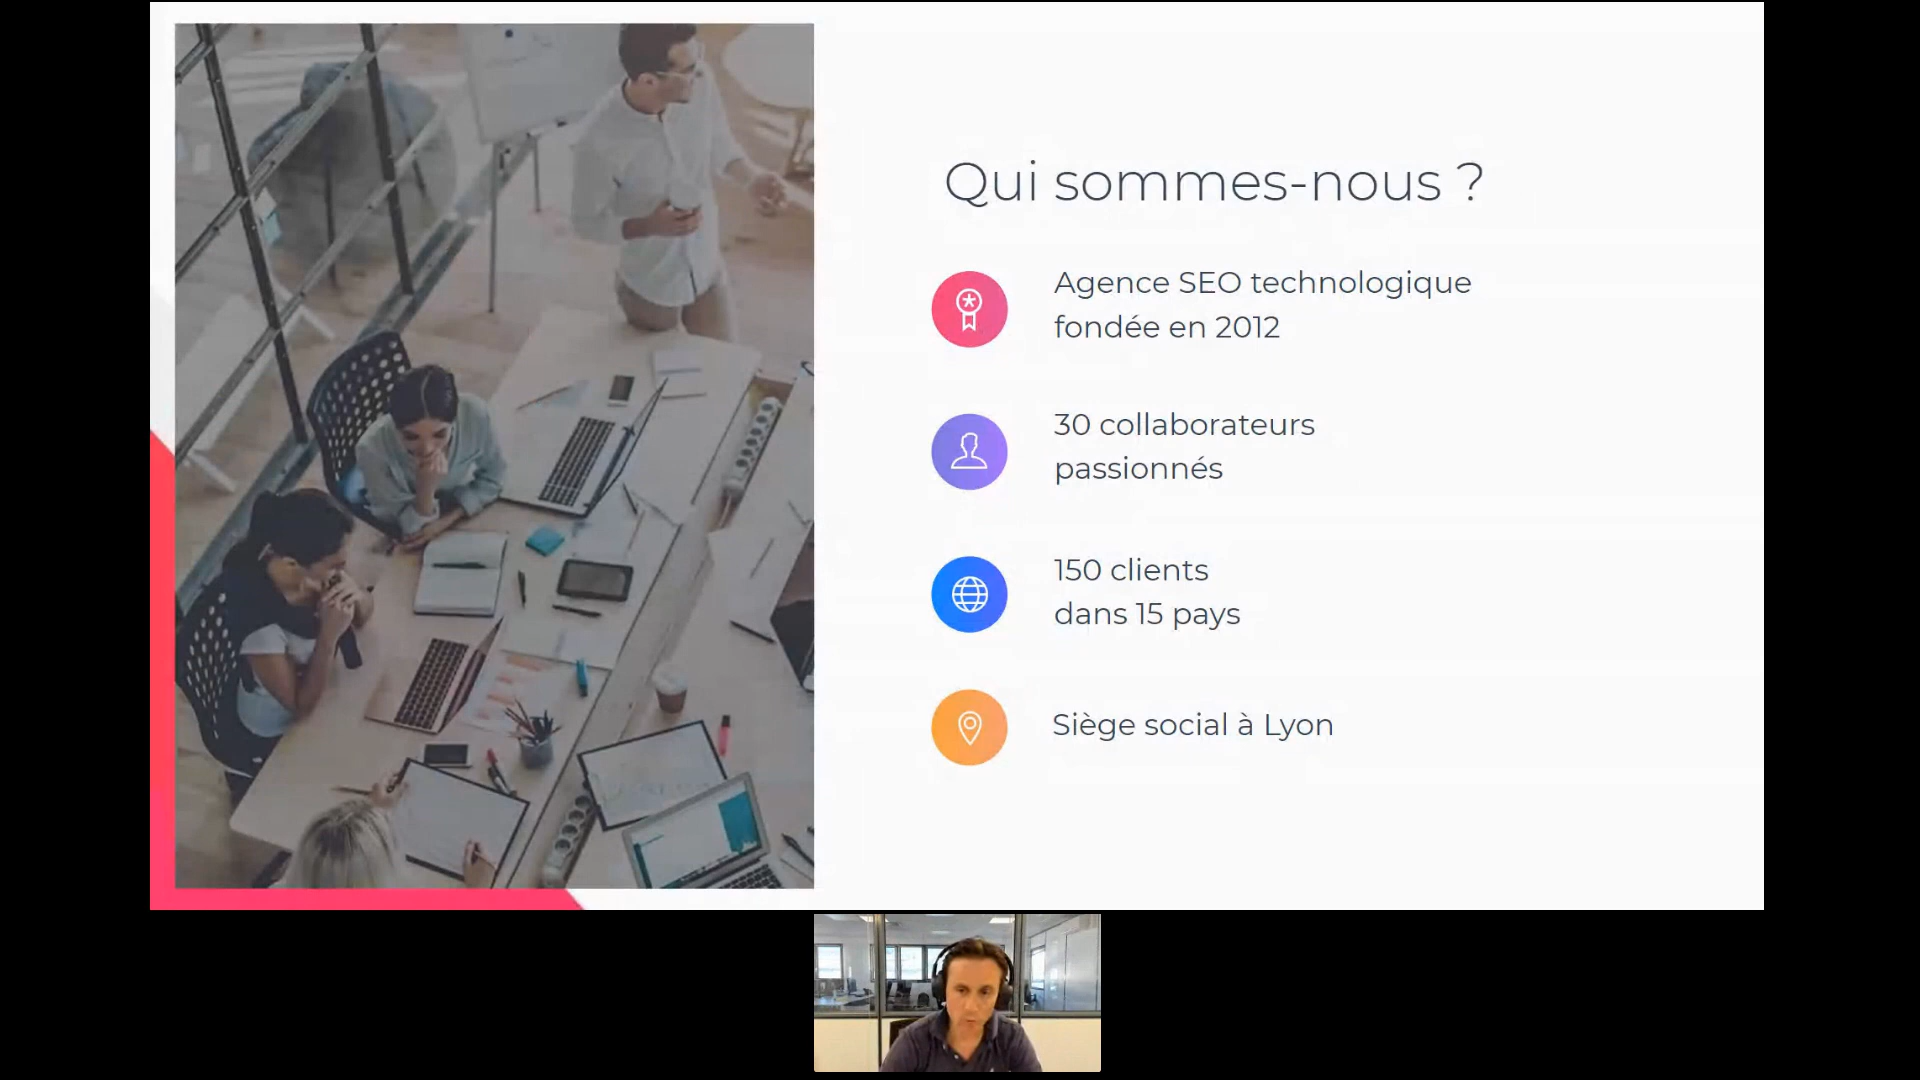 Qui sommes-nous ?
Agence SEO technologique
fondée en 2012
30 collaborateurs
passionnés
150 clients
dans 15 pays
Siège social à Lyon